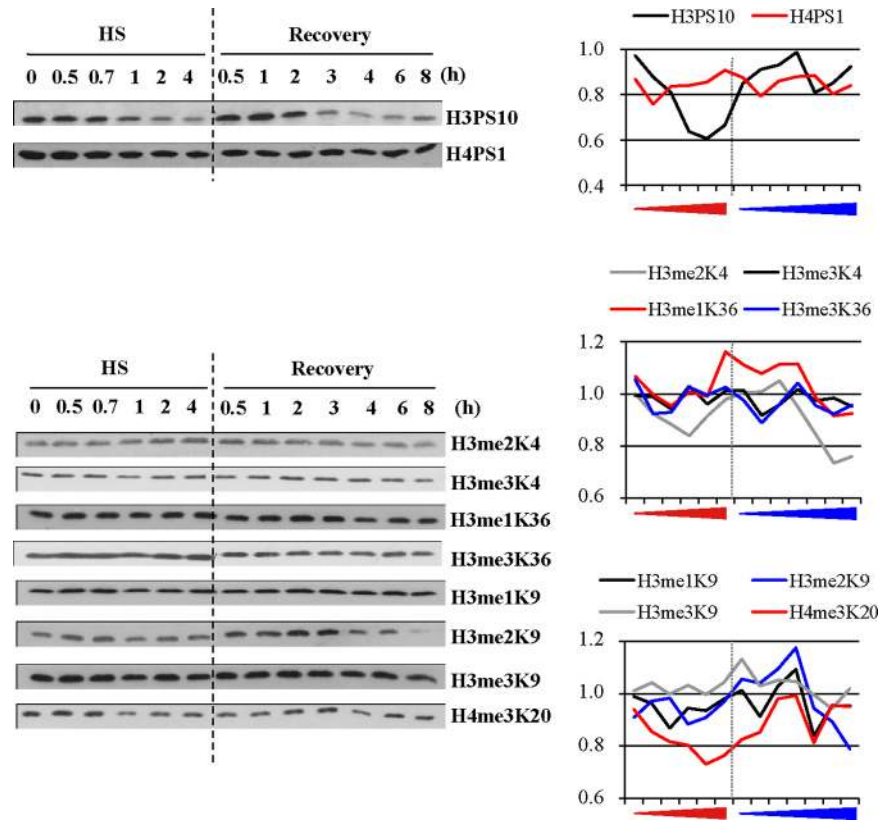 HS Recovery
0 0.5 0.7 1 2 4 0.5 1 2 3 4 6 8 (h)
H3PS10
H4PS1
H3PS10 H4PS1
1.0
0.8
0.6
0.4
HS Recovery
0 0.5 0.7 1 2 4 0.5 1 2 3 4 6 8 (h)
H3me2K4
H3me3K4
H3me1K36
H3me3K36
H3me1K9
H3me2K9
H3me3K9
H4me3K20
H3me2K4 H3me3K4
H3me1K36 H3me3K36
1.2
1.0
0.8
0.6
H3me1K9 H3me2K9
H3me3K9 H4me3K20
1.2
1.0
0.8
0.6